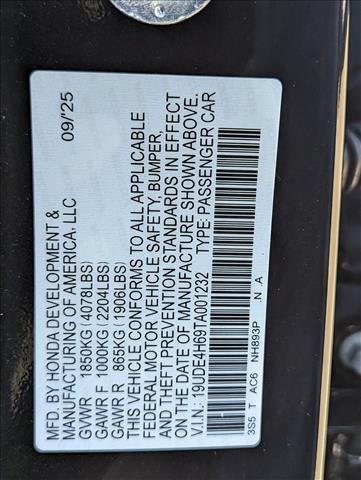 MFD. BY HONDA DEVELOPMENT & 09/25
MANUFACTURING OF AMERICA, LLC
GVWR 1850KG(4078LBS)
GAWR F 1000KG(2204LBS)
GAWR R 865KG(1906LBS)
THIS VEHICLE CONFORMS TO ALL APPLICABLE
FEDERAL MOTOR VEHICLE SAFETY, BUMPER,
AND THEFT PREVENTION STANDARDS IN EFFECT
ON THE DATE OF MANUFACTURE SHOWN ABOVE.
V.I.N.: 19UDE4H69TA001232 TYPE: PASSENGER CAR
3S5 T AC6 NH893P N A